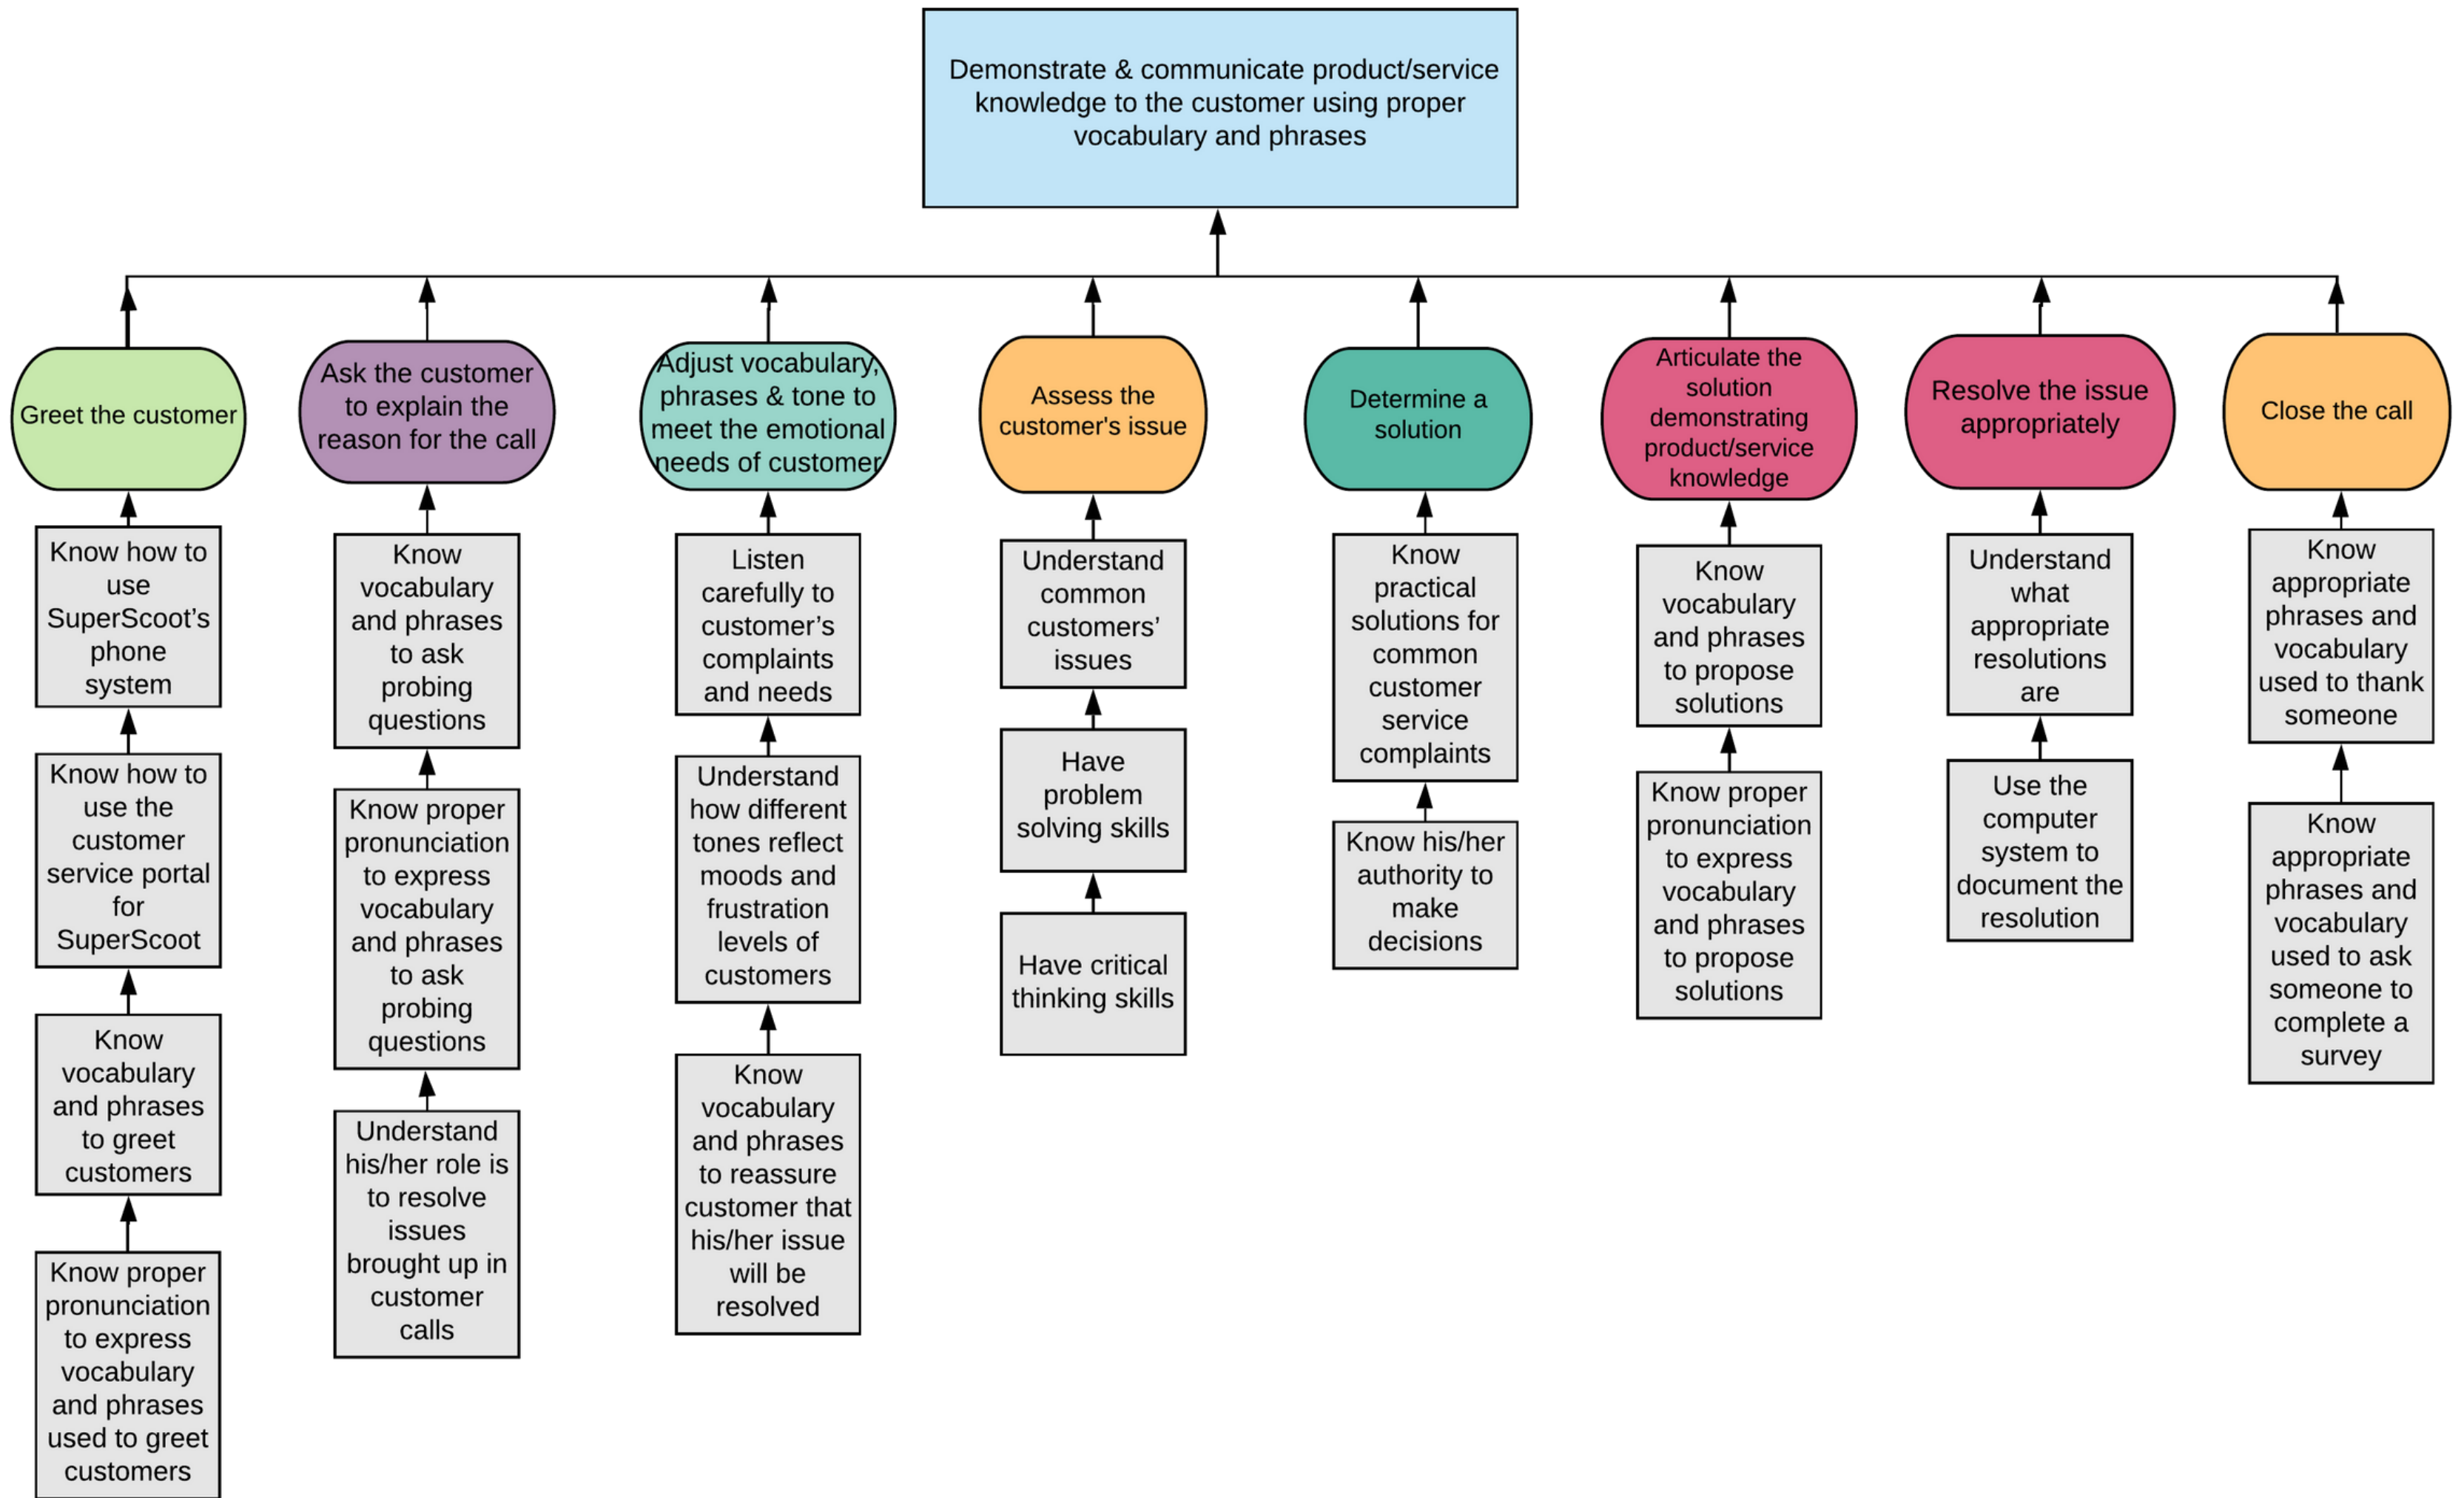 Demonstrate & communicate product/service
knowledge to the customer using proper
vocabulary and phrases
Greet the customer
Know how to
use
SuperScoot’s
phone
system
Know how to
use the
customer
service portal
for
SuperScoot
Know
vocabulary
and phrases
to greet
customers
Know proper
pronunciation
to express
vocabulary
and phrases
used to greet
customers
Ask the customer
to explain the
reason for the call
Know
vocabulary
and phrases
to ask
probing
questions
Know proper
pronunciation
to express
vocabulary
and phrases
to ask
probing
questions
Understand
his/her role is
to resolve
issues
brought up in
customer
calls
Adjust vocabulary,
phrases & tone to
meet the emotional
needs of customer
Listen
carefully to
customer’s
complaints
and needs
Understand
how different
tones reflect
moods and
frustration
levels of
customers
Know
vocabulary
and phrases
to reassure
customer that
his/her issue
will be
resolved
Assess the
customer's issue
Understand
common
customers’
issues
Have
problem
solving skills
Have critical
thinking skills
Determine a
solution
Know
practical
solutions for
common
customer
service
complaints
Know his/her
authority to
make
decisions
Articulate the
solution
demonstrating
product/service
knowledge
Know
vocabulary
and phrases
to propose
solutions
Know proper
pronunciation
to express
vocabulary
and phrases
to propose
solutions
Resolve the issue
appropriately
Understand
what
appropriate
resolutions
are
Use the
computer
system to
document the
resolution
Close the call
Know
appropriate
phrases and
vocabulary
used to thank
someone
Know
appropriate
phrases and
vocabulary
used to ask
someone to
complete a
survey